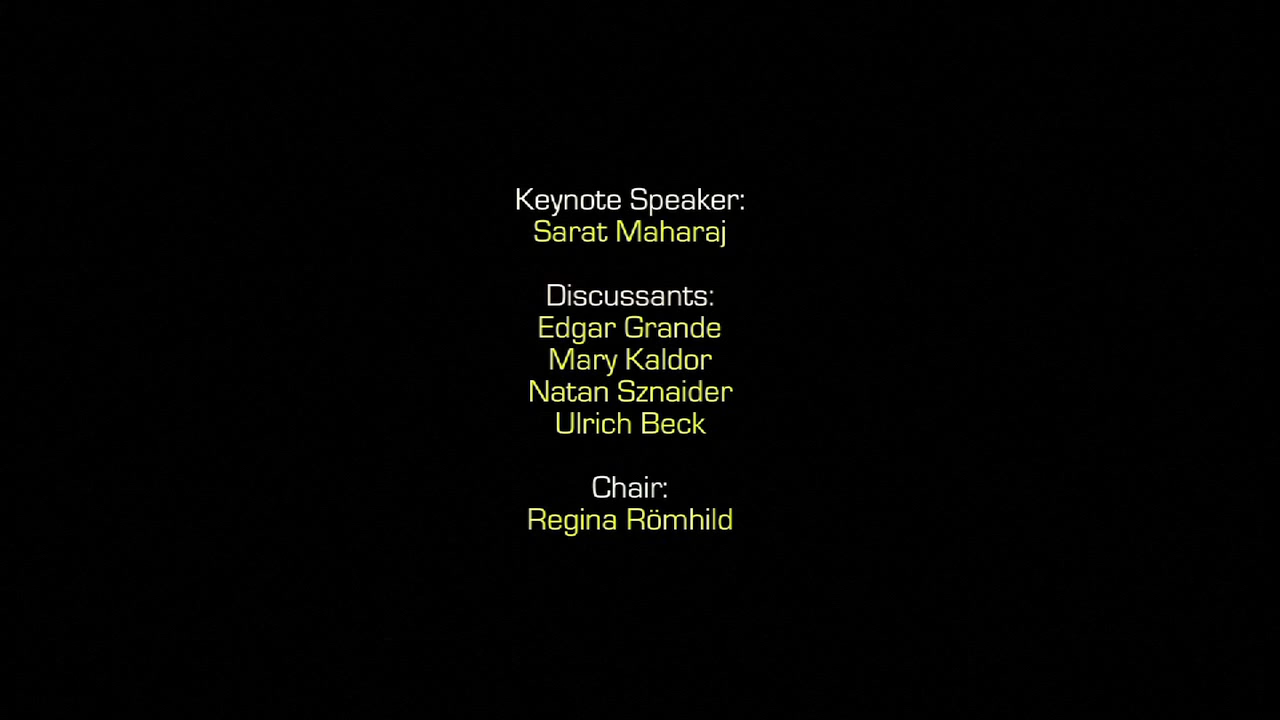 Keynote Speaker:
Sarat Maharaj
Discussants:
Edgar Grande
Mary Kaldor
Natan Sznaider
Ulrich Beck
Chair:
Regina Römhild